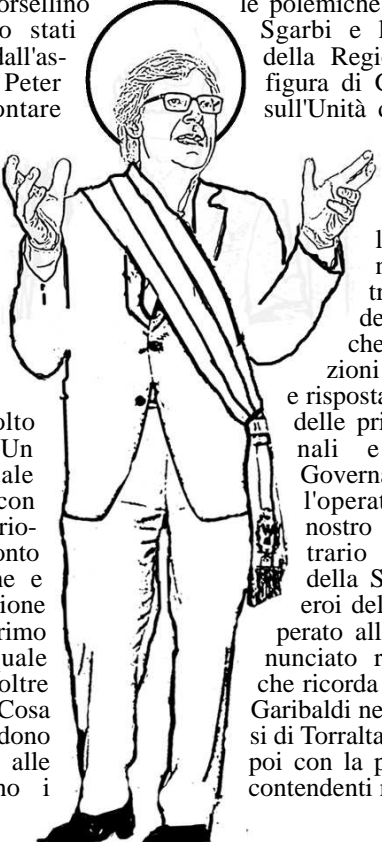 orsellino
o stati
dall'as-
Peter
ontare
olto
Un
ale
con
rio-
onto
ne e
ione
rimo
uale
oltre
Cosa
dono
alle
no i
le polemiche,
Sgarbi e
della Regio
figura di
sull'Unità d
l
n
tr
de
che
zioni
e risposta
delle pri
nali e
Governa
l'operat
nostro
trario
della S
eroi del
perato all
nunciato r
che ricorda
Garibaldi ne
si di Torralta
poi con la p
contendenti